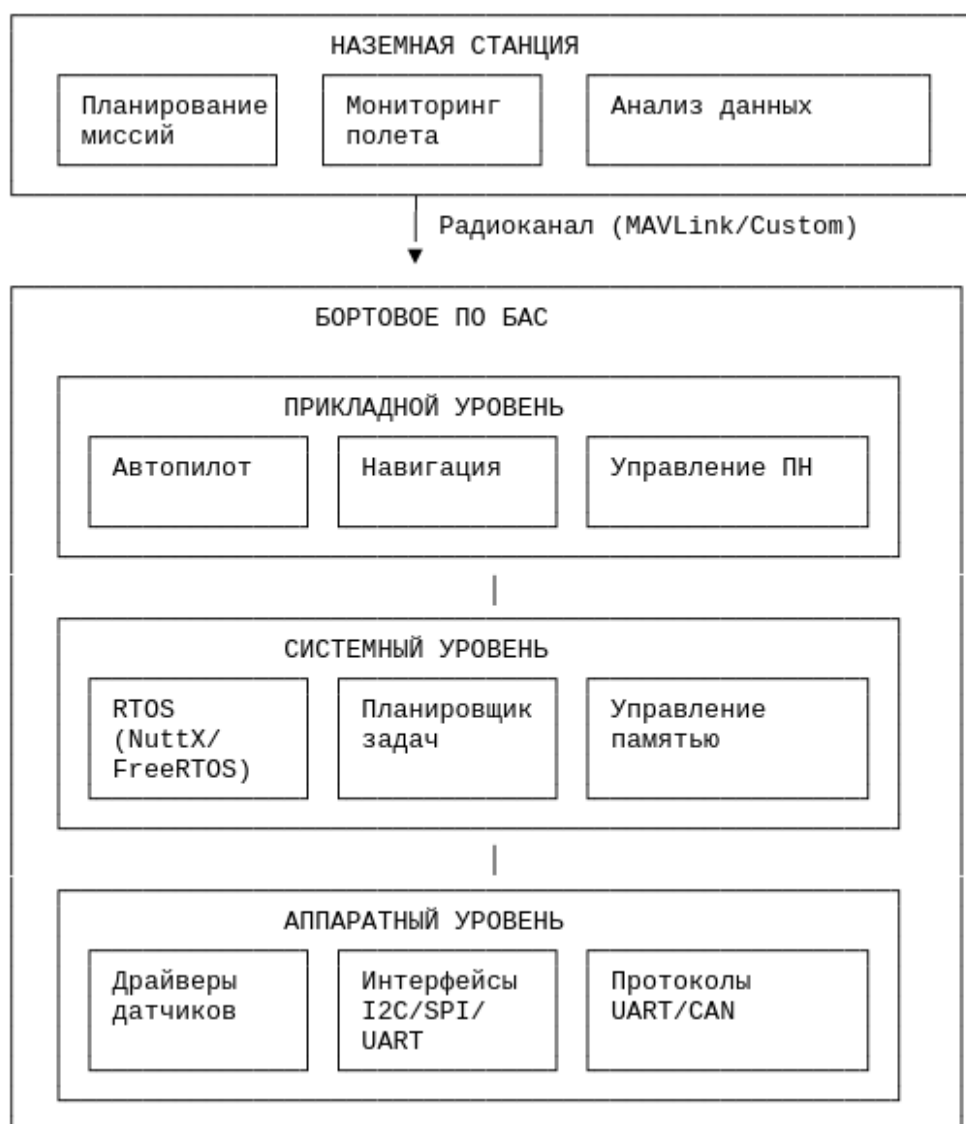 НАЗЕМНАЯ СТАНЦИЯ
Планирование миссий
Мониторинг полета
Анализ данных
Радиоканал (MAVLink/Custom)
БОРТОВОЕ ПО БАС
ПРИКЛАДНОЙ УРОВЕНЬ
Автопилот
Навигация
Управление ПН
СИСТЕМНЫЙ УРОВЕНЬ
RTOS
(NuttX/
FreeRTOS)
Планировщик
задач
Управление
памятью
АППАРАТНЫЙ УРОВЕНЬ
Драйверы
датчиков
Интерфейсы
I2C/SPI/
UART
Протоколы
UART/CAN